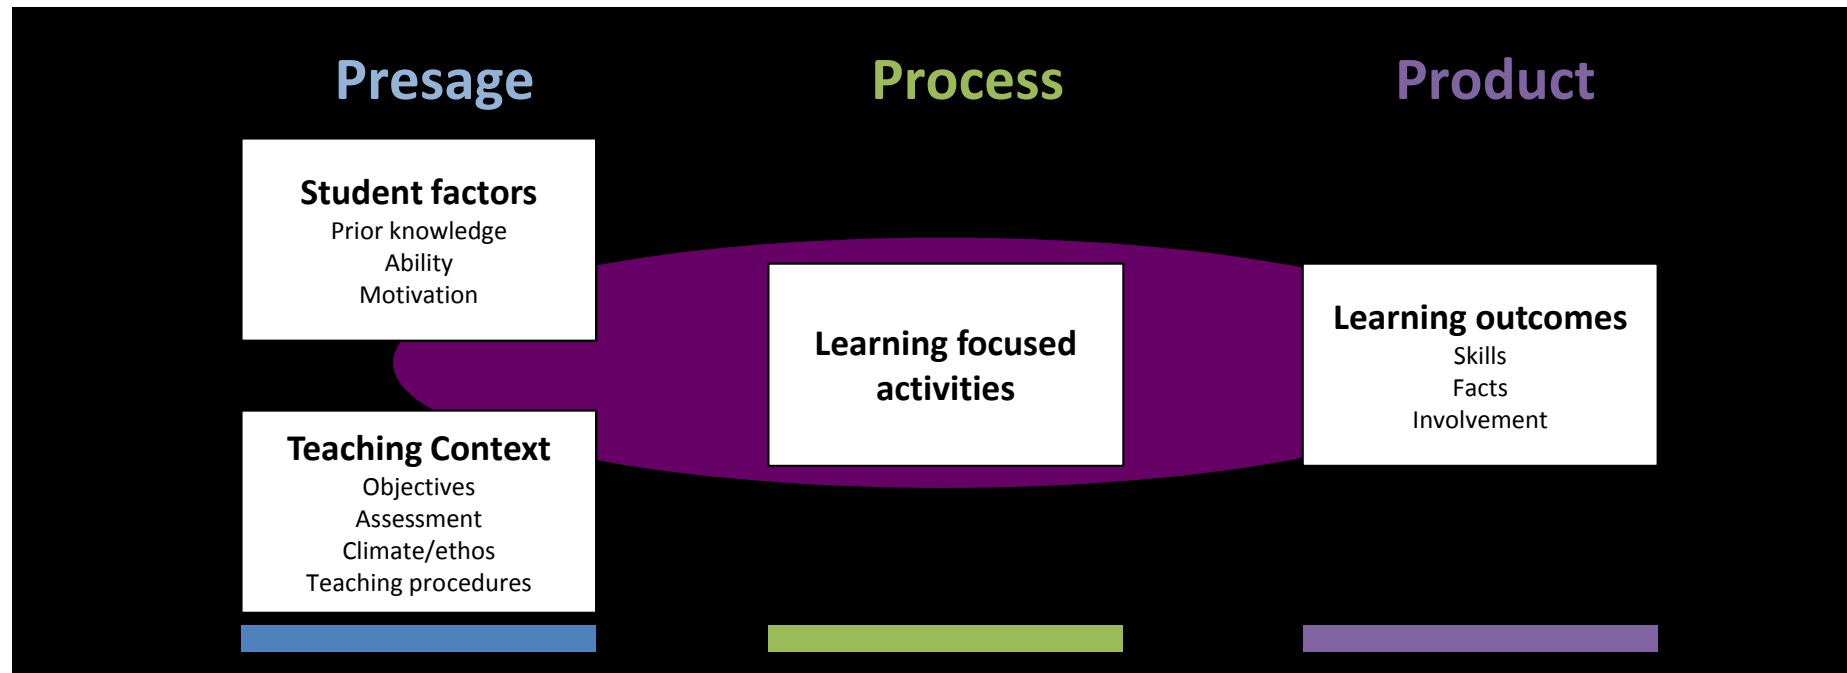 Presage
Process
Product
Student factors
Prior knowledge
Ability
Motivation
Teaching Context
Objectives
Assessment
Climate/ethos
Teaching procedures
Learning focused
activities
Learning outcomes
Skills
Facts
Involvement